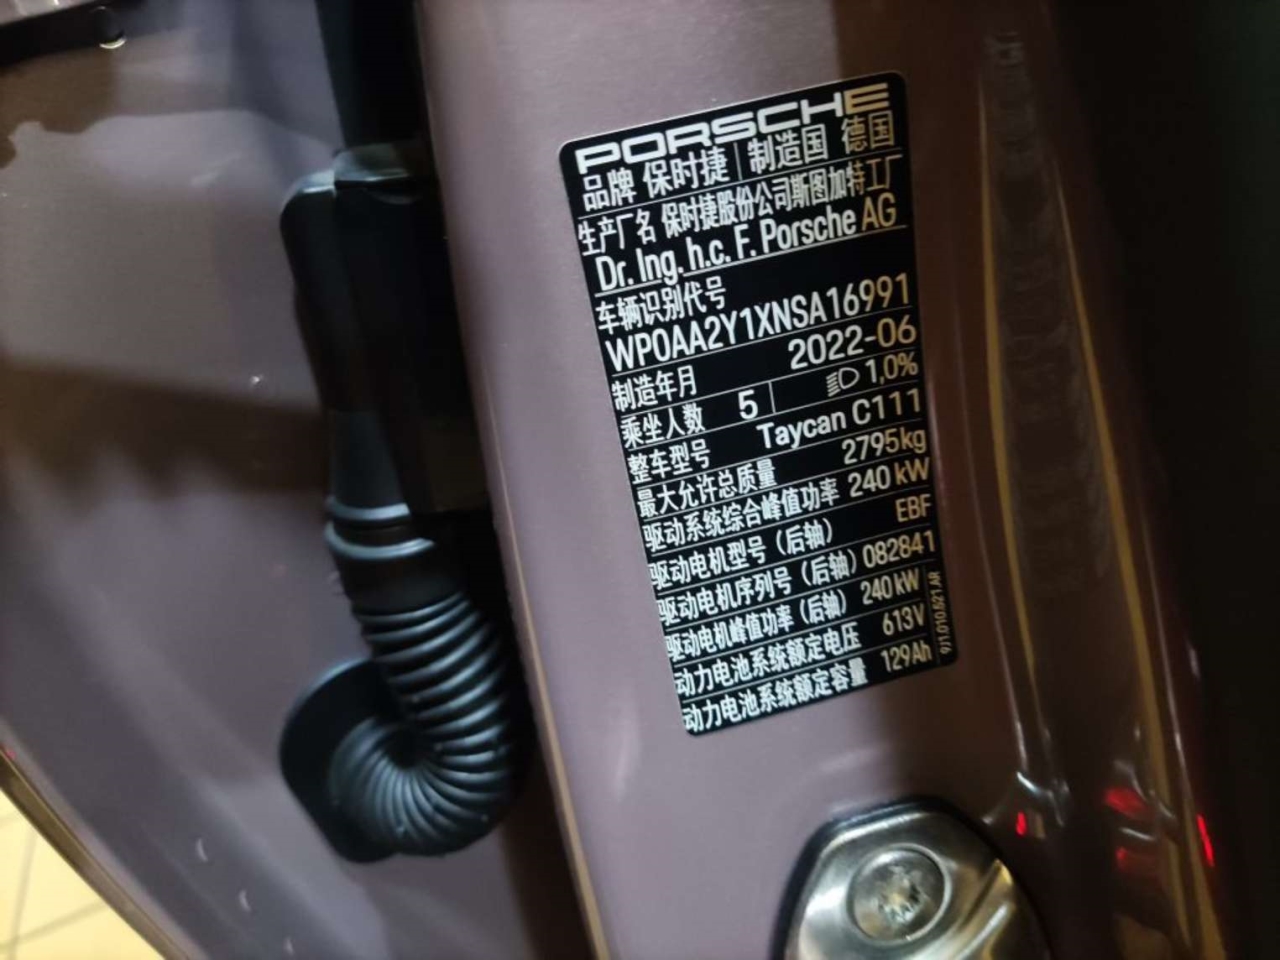 PORSCHE
品牌 保时捷 制造国 德国
生产厂名 保时捷股份公司斯图加特工厂
Dr. Ing. h.c. F. Porsche AG
车辆识别代号
WP0AA2Y1XNSA16991
制造年月 2022-06
乘坐人数 5 1,0%
整车型号 Taycan C111
最大允许总质量 2795kg
驱动系统综合峰值功率 240 kW
驱动电机型号（后轴） EBF
驱动电机序列号（后轴） 082841
驱动电机峰值功率（后轴） 240 kW
动力电池系统额定电压 613V
动力电池系统额定容量 129Ah
9J1.010.621.AR